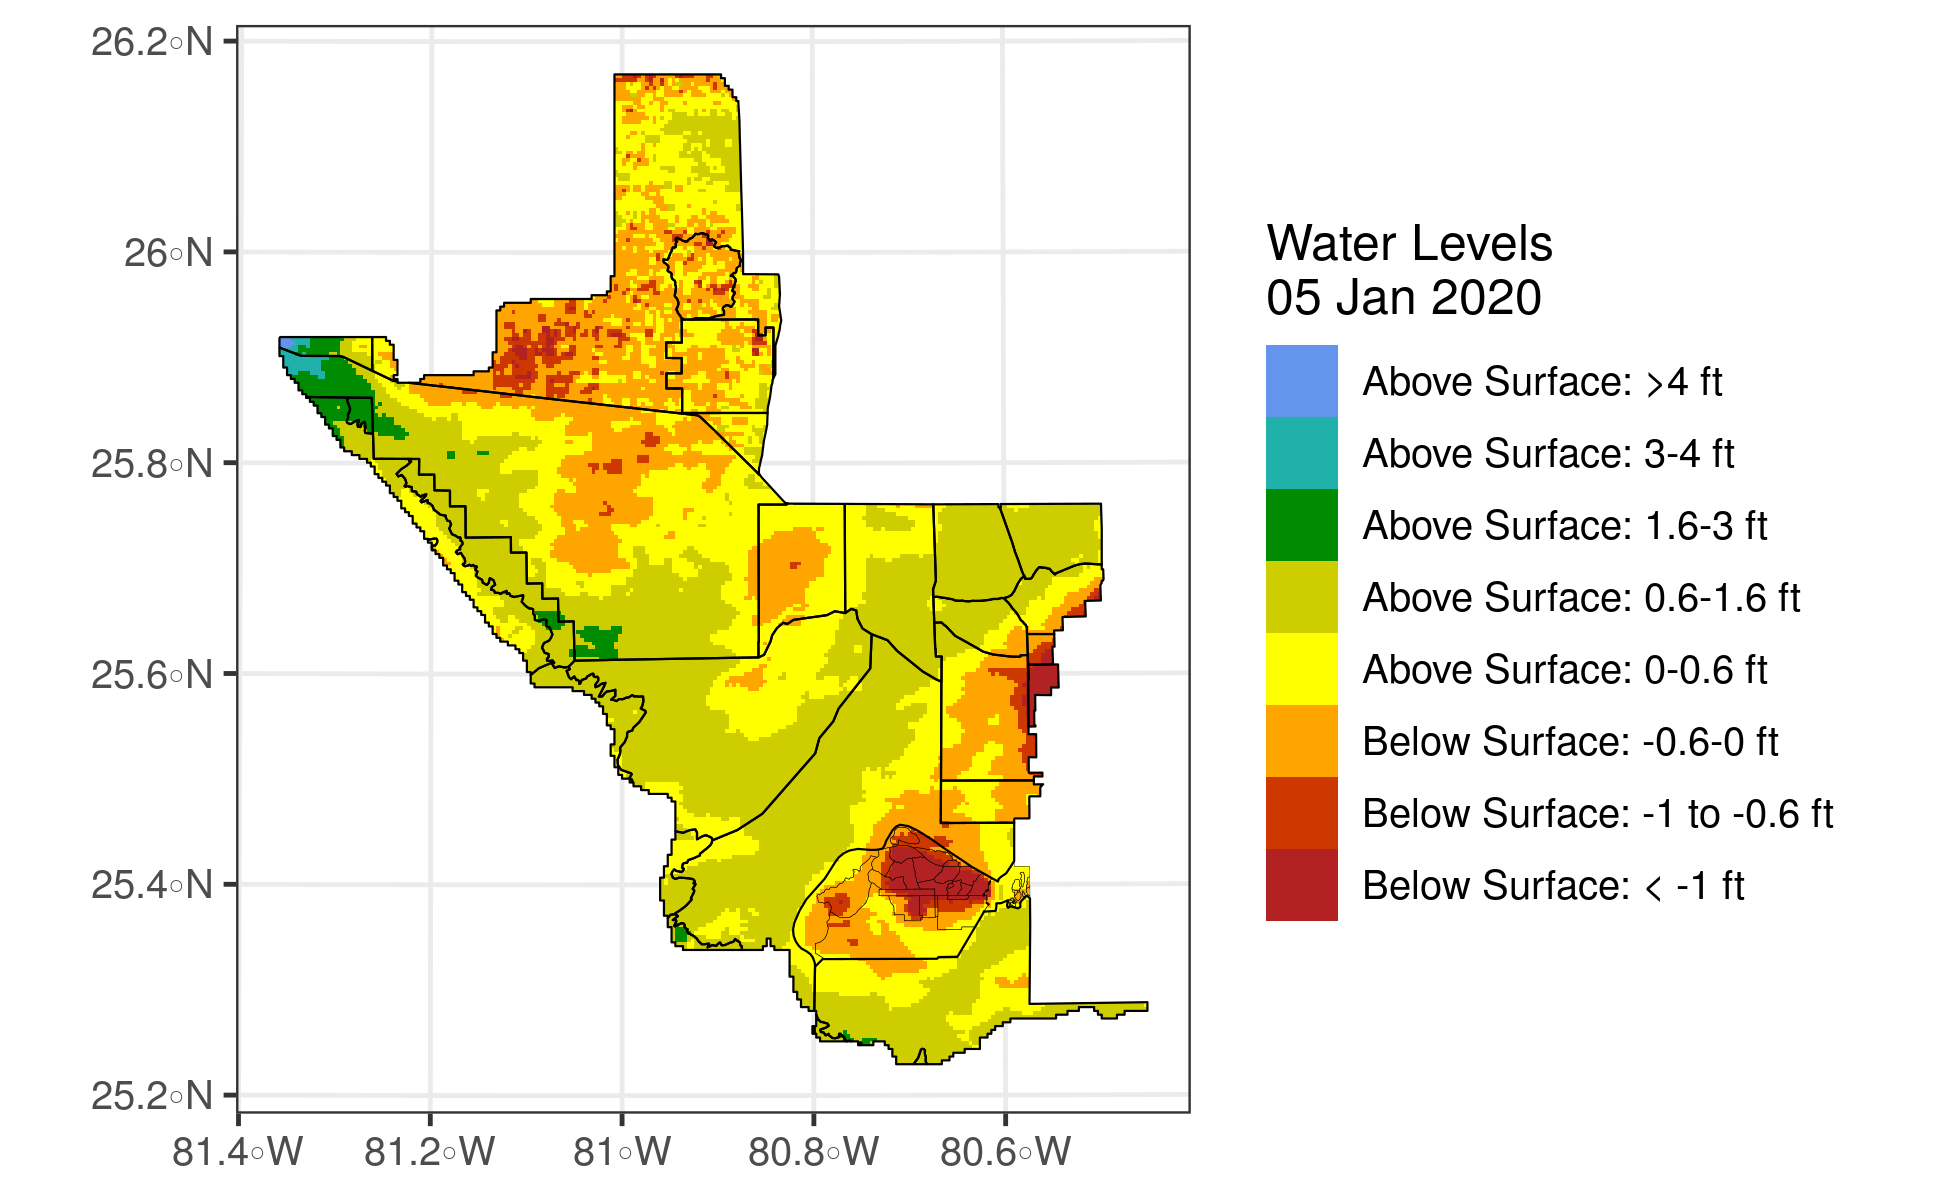 26.2◦N
26◦N
25.8◦N
25.6◦N
25.4◦N
25.2◦N
81.4◦W
81.2◦W
81◦W
80.8◦W
80.6◦W
Water Levels
05 Jan 2020
Above Surface: >4 ft
Above Surface: 3-4 ft
Above Surface: 1.6-3 ft
Above Surface: 0.6-1.6 ft
Above Surface: 0-0.6 ft
Below Surface: -0.6-0 ft
Below Surface: -1 to -0.6 ft
Below Surface: < -1 ft